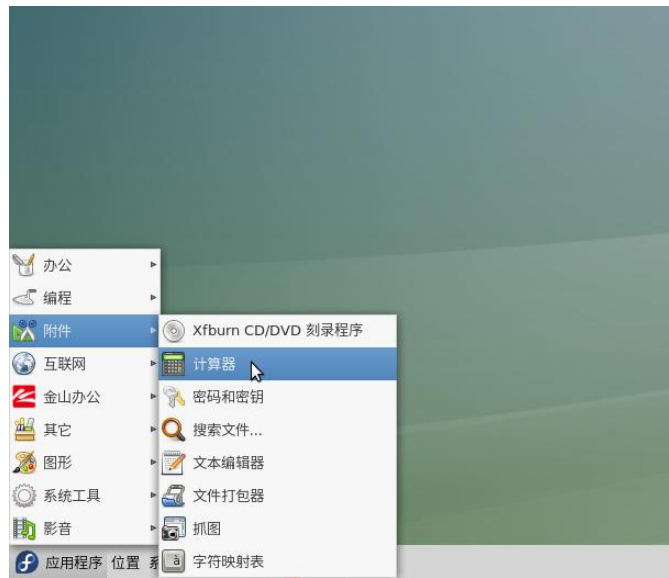 办公
编程
附件
互联网
金山办公
其它
图形
系统工具
影音
Xfburn CD/DVD 刻录程序
计算器
密码和密钥
搜索文件...
文本编辑器
文件打包器
抓图
字符映射表
应用程序 位置